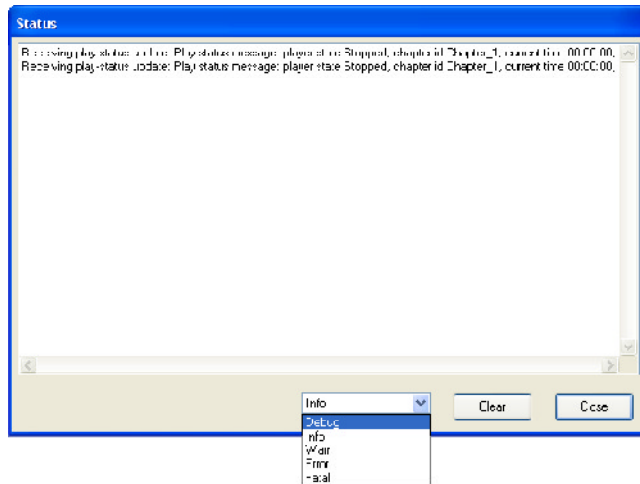 Status
Receiving play-status update: Play status message: player state Stopped, chapter id Chapter_1, current time 00:00:00,
Receiving play-status update: Play status message: player state Stopped, chapter id Chapter_1, current time 00:00:00,
Info
Clear
Close
Debug
Info
Warn
Error
Fatal